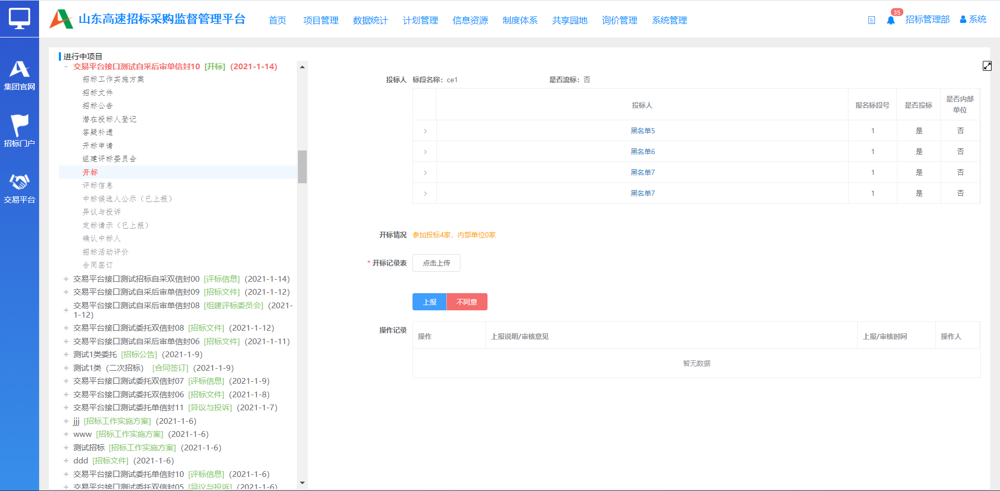 山东高速招标采购监督管理平台
首页 项目管理 数据统计 计划管理 信息资源 制度体系 共享园地 询价管理 系统管理
35
招标管理部 系统
集团官网
招标门户
交易平台
进行中项目
交易平台接口测试自采后审单信封10 [开标] (2021-1-14)
招标工作实施方案
招标文件
招标公告
潜在投标人登记
答疑补遗
开标申请
组建评标委员会
开标
评标信息
中标候选人公示（已上报）
异议与投诉
定标请示（已上报）
确认中标人
招标活动评价
合同签订
交易平台接口测试招标自采双信封00 [评标信息] (2021-1-14)
交易平台接口测试自采后审单信封09 [招标文件] (2021-1-12)
交易平台接口测试自采后审单信封08 [组建评标委员会] (2021-
1-12)
交易平台接口测试委托双信封08 [招标文件] (2021-1-12)
交易平台接口测试自采后审单信封06 [招标文件] (2021-1-11)
测试1类委托 [招标公告] (2021-1-9)
测试1类（二次招标） [合同签订] (2021-1-9)
交易平台接口测试委托双信封07 [评标信息] (2021-1-9)
交易平台接口测试委托双信封06 [招标文件] (2021-1-8)
交易平台接口测试委托单信封11 [异议与投诉] (2021-1-7)
jjj [招标工作实施方案] (2021-1-6)
www [招标工作实施方案] (2021-1-6)
测试招标 [招标工作实施方案] (2021-1-6)
ddd [招标文件] (2021-1-6)
交易平台接口测试委托单信封10 [评标信息] (2021-1-6)
交易平台接口测试委托双信封05 [异议与投诉] (2021-1-6)
投标人 标段名称：ce1 是否流标：否
投标人 报名标段号 是否投标 是否内部
单位
黑名单5 1 是 否
黑名单6 1 是 否
黑名单7 1 是 否
黑名单7 1 是 否
开标情况 参加投标4家，内部单位0家
* 开标记录表 点击上传
上报 不同意
操作记录 操作 上报说明/审核意见 上报/审核时间 操作人
暂无数据